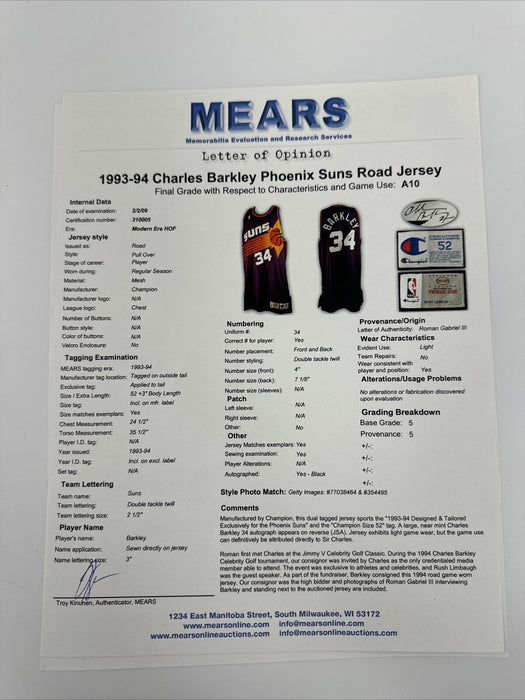 MEARS
Memorabilia Evaluation and Research Services
Letter of Opinion
1993-94 Charles Barkley Phoenix Suns Road Jersey
Final Grade with Respect to Characteristics and Game Use: A10
Internal Data
Date of examination: 2/2/09
Certification number: 310005
Era: Modern Era HOF
Jersey style
Issued as: Road
Style: Pull Over
Stage of career: Player
Worn during: Regular Season
Material: Mesh
Manufacturer: Champion
Manufacturer logo: N/A
League logo: Chest
Number of Buttons: N/A
Button style: N/A
Color of buttons: N/A
Velcro Enclosure: No
Tagging Examination
MEARS tagging era: 1993-94
Manufacturer tag location: Tagged on outside tail
Exclusive tag: Applied to tail
Size / Extra Length: 52 +3" Body Length
Size tag: Incl. on mfr. label
Size matches exemplars: Yes
Chest Measurement: 24 1/2"
Torso Measurement: 35 1/2"
Player I.D. tag: N/A
Year issued: 1993-94
Year I.D. tag: Incl. on excl. label
Set tag: N/A
Team Lettering
Team name: Suns
Team lettering: Double tackle twill
Team lettering size: 2 1/2"
Player Name
Player's name: Barkley
Name application: Sewn directly on jersey
Name lettering size: 3"
Troy Kinunen, Authenticator, MEARS
SUNS
34
BARKLEY
34
52
Champion
NBA
Numbering
Uniform #: 34
Correct # for player: Yes
Number placement: Front and Back
Number styling: Double tackle twill
Number size (front): 4"
Number size (back): 7 1/8"
Number size (sleeves): N/A
Patch
Left sleeve: N/A
Right sleeve: N/A
Other: No
Other
Jersey Matches exemplars: Yes
Sewing examination: Yes
Player Alterations: N/A
Autographed: Yes - Black
Provenance/Origin
Letter of Authenticity: Roman Gabriel III
Wear Characteristics
Evident Use: Light
Team Repairs: No
Wear consistent with
player and position: Yes
Alterations/Usage Problems
No alterations or fabrication discovered
upon evaluation
Grading Breakdown
Base Grade: 5
Provenance: 5
+/-:
+/-:
+/-:
+/-:
Style Photo Match: Getty Images: #77038464 & #354495
Comments
Manufactured by Champion, this dual tagged jersey sports the "1993-94 Designed & Tailored
Exclusively for the Phoenix Suns" and the "Champion Size 52" tag. A large, near mint Charles
Barkley 34 autograph appears on reverse (JSA). Jersey exhibits light game wear, but the game use
can definitively be attributed directly to Sir Charles.
Roman first met Charles at the Jimmy V Celebrity Golf Classic. During the 1994 Charles Barkley
Celebrity Golf tournament, our consignor was invited by Charles as the only credentialed media
member able to attend. The event was exclusive to athletes and celebrities, and Rush Limbaugh
was the guest speaker. As part of the fundraiser, Barkley consigned this 1994 road game worn
jersey. Our consignor was the high bidder and photographs of Roman Gabriel III interviewing
Barkley and standing next to the auctioned jersey are included.
1234 East Manitoba Street, South Milwaukee, WI 53172
www.mearsonline.com info@mearsonline.com
www.mearsonlineauctions.com info@mearsonlineauctions.com